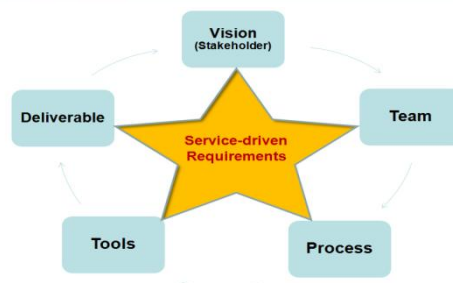 Vision
(Stakeholder)
Deliverable
Team
Service-driven
Requirements
Tools
Process